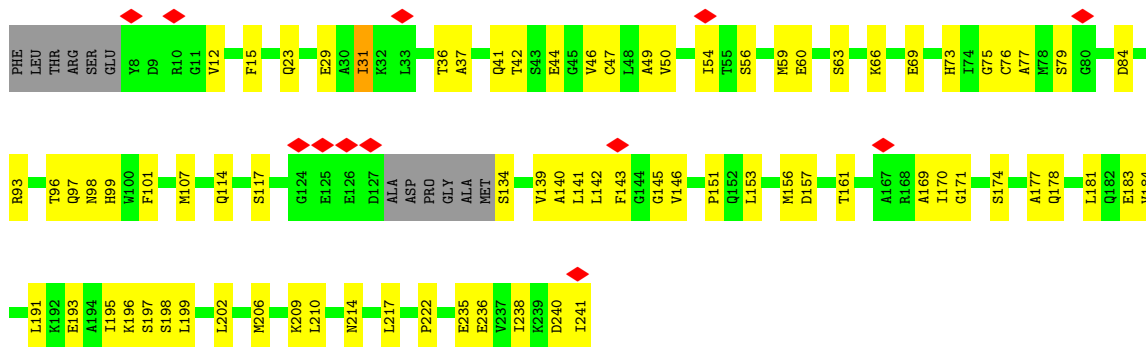 PHE LEU THR ARG SER GLU Y8 D9 R10 G11 V12 F15 Q23 E29 A30 I31 K32 L33 T36 A37 Q41 T42 S43 E44 G45 V46 C47 L48 A49 V50 I54 T55 S56 M59 E60 S63 K66 E69 H73 I74 G75 C76 A77 M78 S79 G80 D84
R93 T96 Q97 N98 H99 W100 F101 M107 Q114 S117 G124 E125 E126 D127 ALA ASP PRO GLY ALA MET S134 V139 A140 L141 L142 F143 G144 G145 V146 P151 Q152 L153 M156 D157 T161 A167 R168 A169 I170 G171 S174 A177 Q178 L181 Q182 E183
L191 K192 E193 A194 I195 K196 S197 S198 L199 L202 M206 K209 L210 N214 L217 P222 E235 E236 V237 I238 K239 D240 I241